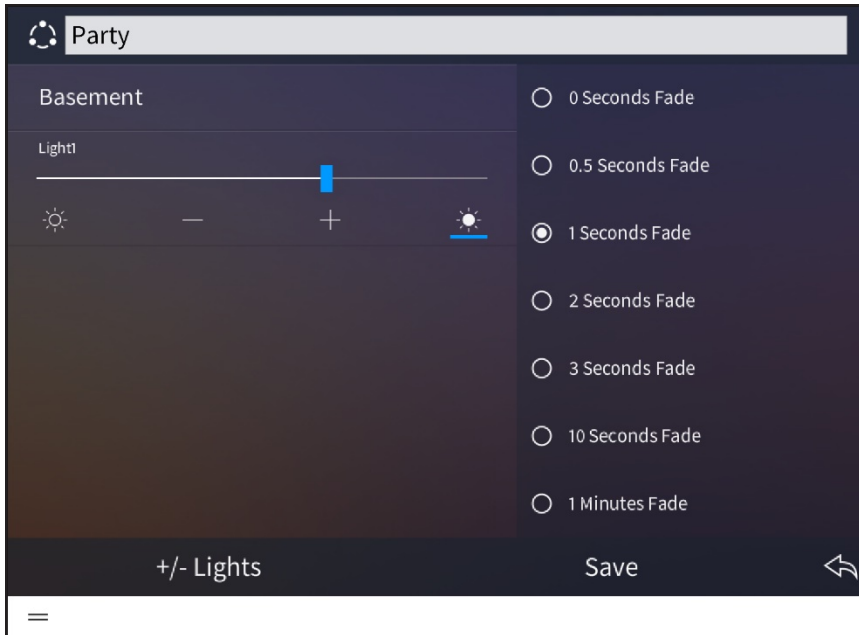 Party
Basement
Light1
0 Seconds Fade
0.5 Seconds Fade
1 Seconds Fade
2 Seconds Fade
3 Seconds Fade
10 Seconds Fade
1 Minutes Fade
+/- Lights
Save